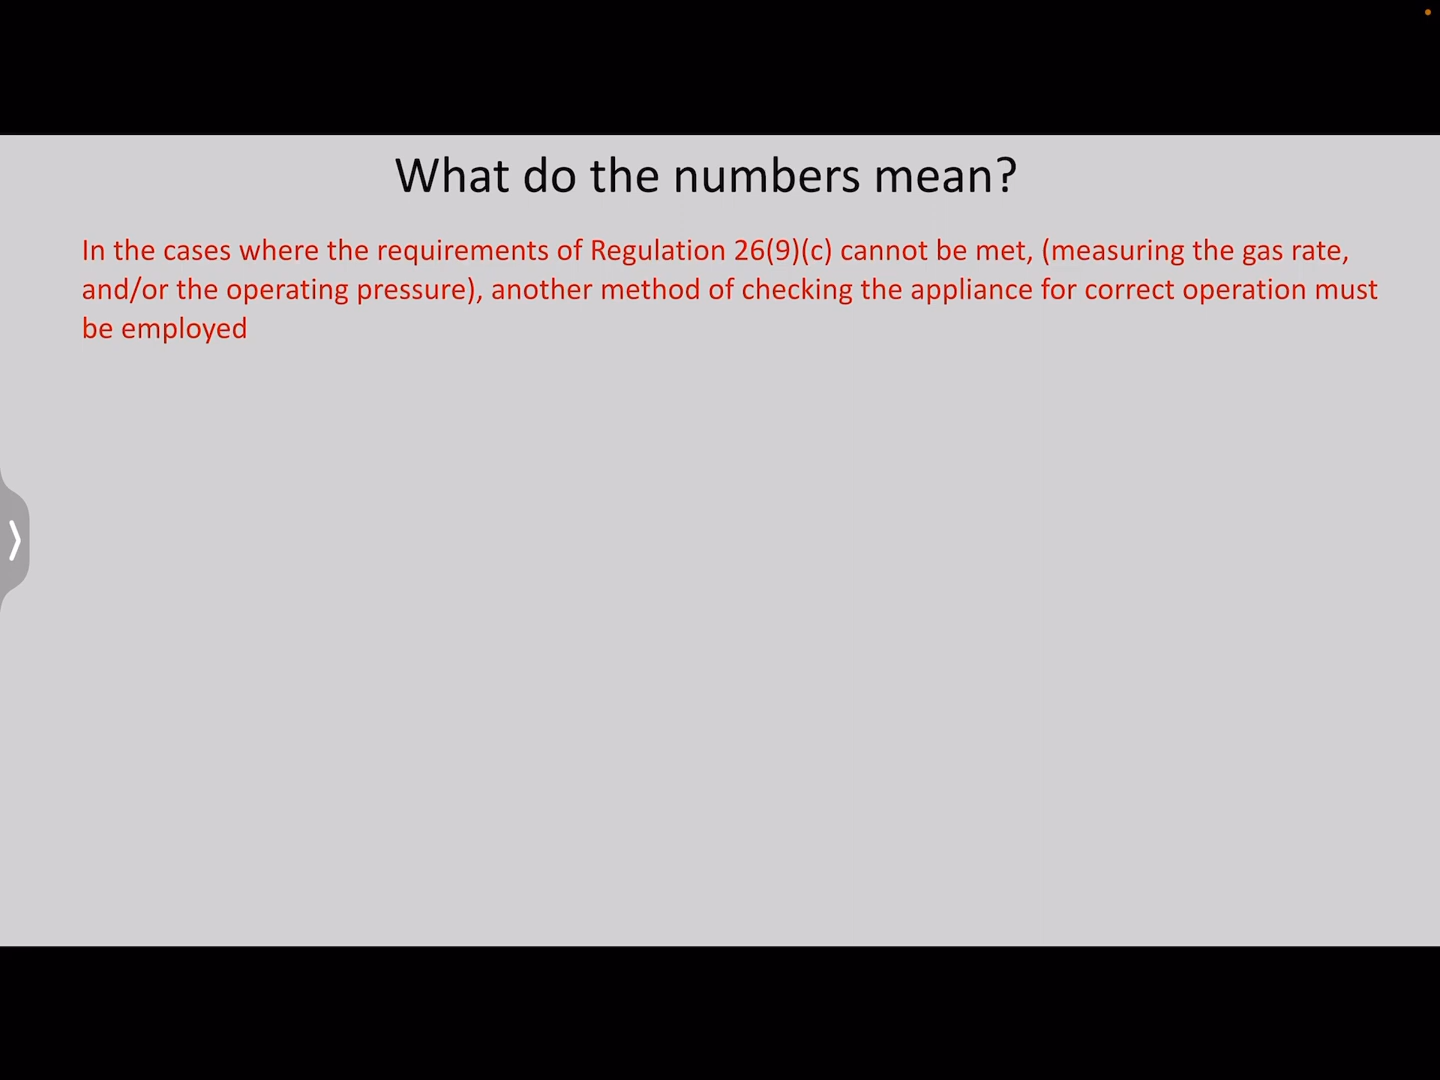 What do the numbers mean?
In the cases where the requirements of Regulation 26(9)(c) cannot be met, (measuring the gas rate,
and/or the operating pressure), another method of checking the appliance for correct operation must
be employed